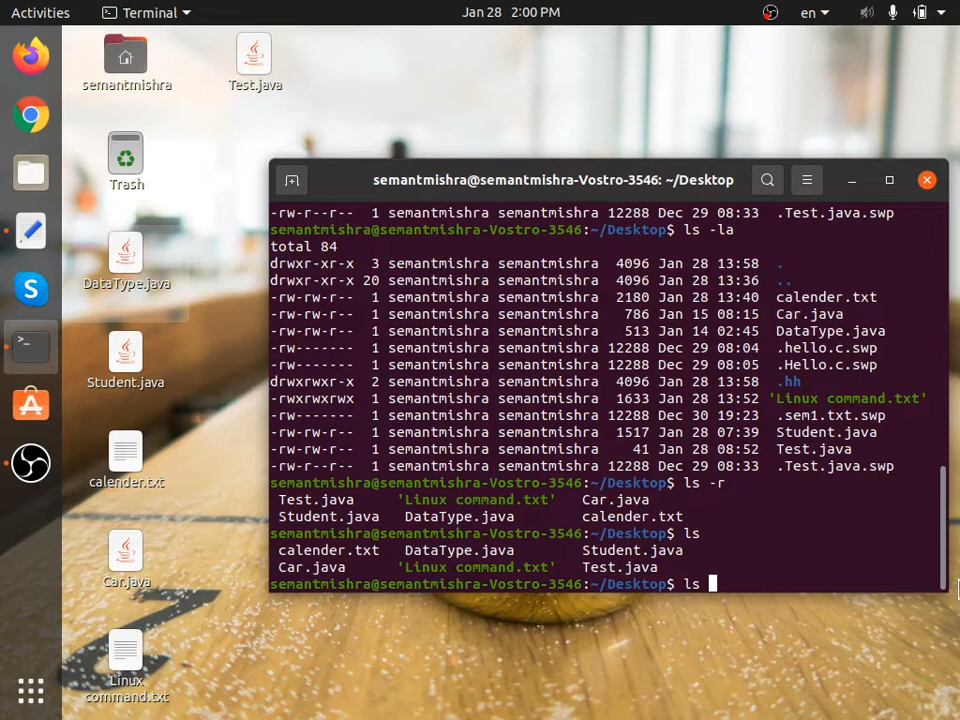 Activities
Terminal
Jan 28 2:00 PM
en
semantmishra
Test.java
Trash
DataType.java
Student.java
calender.txt
Car.java
Linux
command.txt
semantmishra@semantmishra-Vostro-3546: ~/Desktop
-rw-r--r-- 1 semantmishra semantmishra 12288 Dec 29 08:33 .Test.java.swp
semantmishra@semantmishra-Vostro-3546:~/Desktop$ ls -la
total 84
drwxr-xr-x 3 semantmishra semantmishra 4096 Jan 28 13:58 .
drwxr-xr-x 20 semantmishra semantmishra 4096 Jan 28 13:36 ..
-rw-rw-r-- 1 semantmishra semantmishra 2180 Jan 28 13:40 calender.txt
-rw-rw-r-- 1 semantmishra semantmishra 786 Jan 15 08:15 Car.java
-rw-rw-r-- 1 semantmishra semantmishra 513 Jan 14 02:45 DataType.java
-rw------- 1 semantmishra semantmishra 12288 Dec 29 08:04 .hello.c.swp
-rw------- 1 semantmishra semantmishra 12288 Dec 29 08:05 .Hello.c.swp
drwxrwxr-x 2 semantmishra semantmishra 4096 Jan 28 13:58 .hh
-rwxrwxrwx 1 semantmishra semantmishra 1633 Jan 28 13:52 'Linux command.txt'
-rw------- 1 semantmishra semantmishra 12288 Dec 30 19:23 .sem1.txt.swp
-rw-rw-r-- 1 semantmishra semantmishra 1517 Jan 28 07:39 Student.java
-rw-rw-r-- 1 semantmishra semantmishra 41 Jan 28 08:52 Test.java
-rw-r--r-- 1 semantmishra semantmishra 12288 Dec 29 08:33 .Test.java.swp
semantmishra@semantmishra-Vostro-3546:~/Desktop$ ls -r
Test.java 'Linux command.txt' Car.java
Student.java DataType.java calender.txt
semantmishra@semantmishra-Vostro-3546:~/Desktop$ ls
calender.txt DataType.java Student.java
Car.java 'Linux command.txt' Test.java
semantmishra@semantmishra-Vostro-3546:~/Desktop$ ls